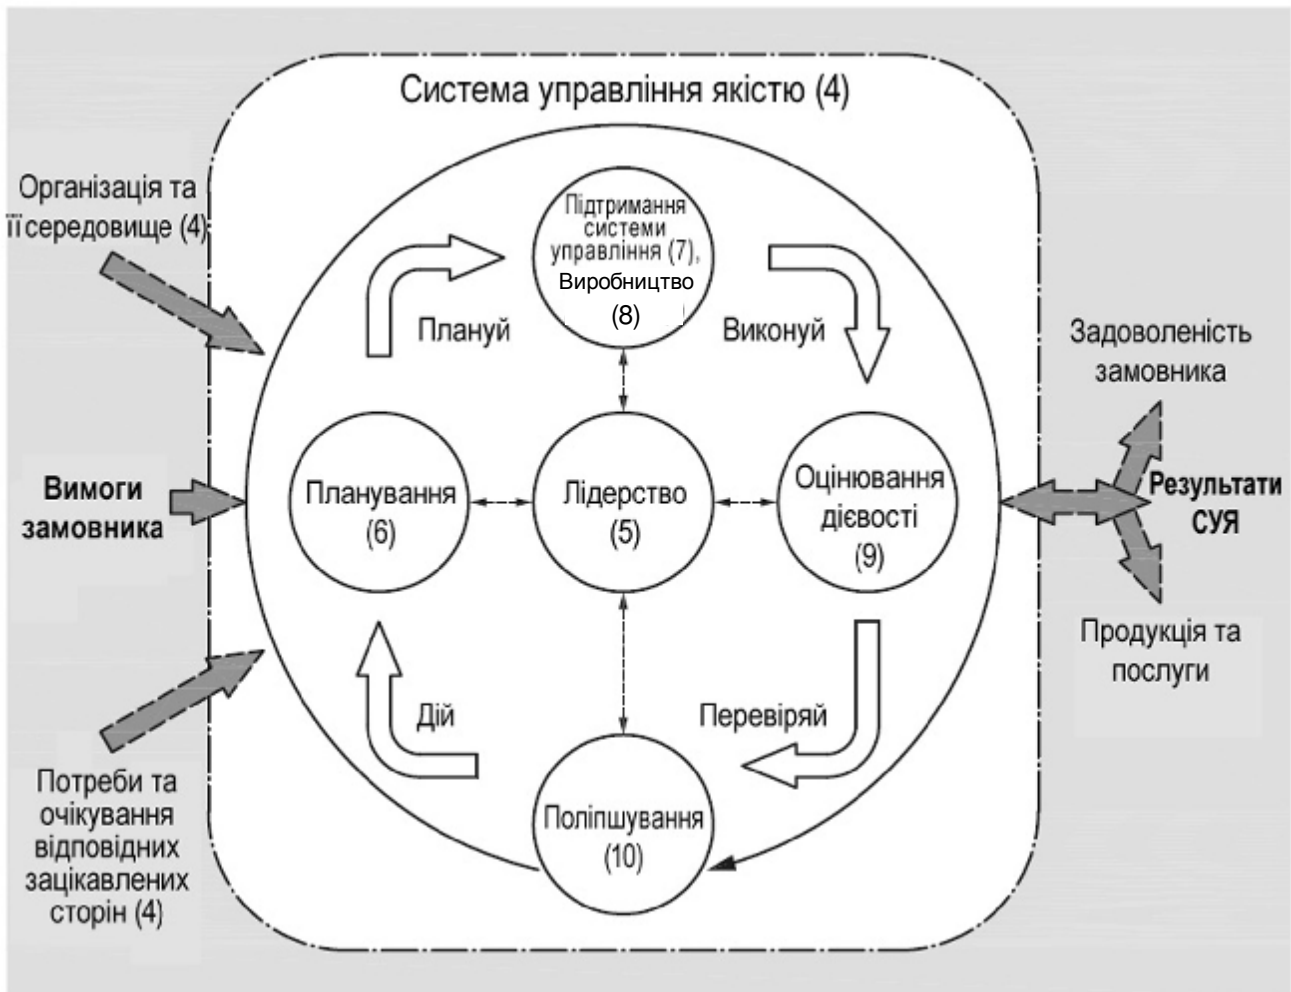 Система управління якістю (4)
Організація та
її середовище (4)
Підтримання
системи
управління (7),
Виробництво
(8)
Плануй
Виконуй
Задоволеність
замовника
Вимоги
замовника
Планування
(6)
Лідерство
(5)
Оцінювання
дієвості
(9)
Результати
СУЯ
Продукція та
послуги
Дій
Перевіряй
Потреби та
очікування
відповідних
зацікавлених
сторін (4)
Поліпшування
(10)